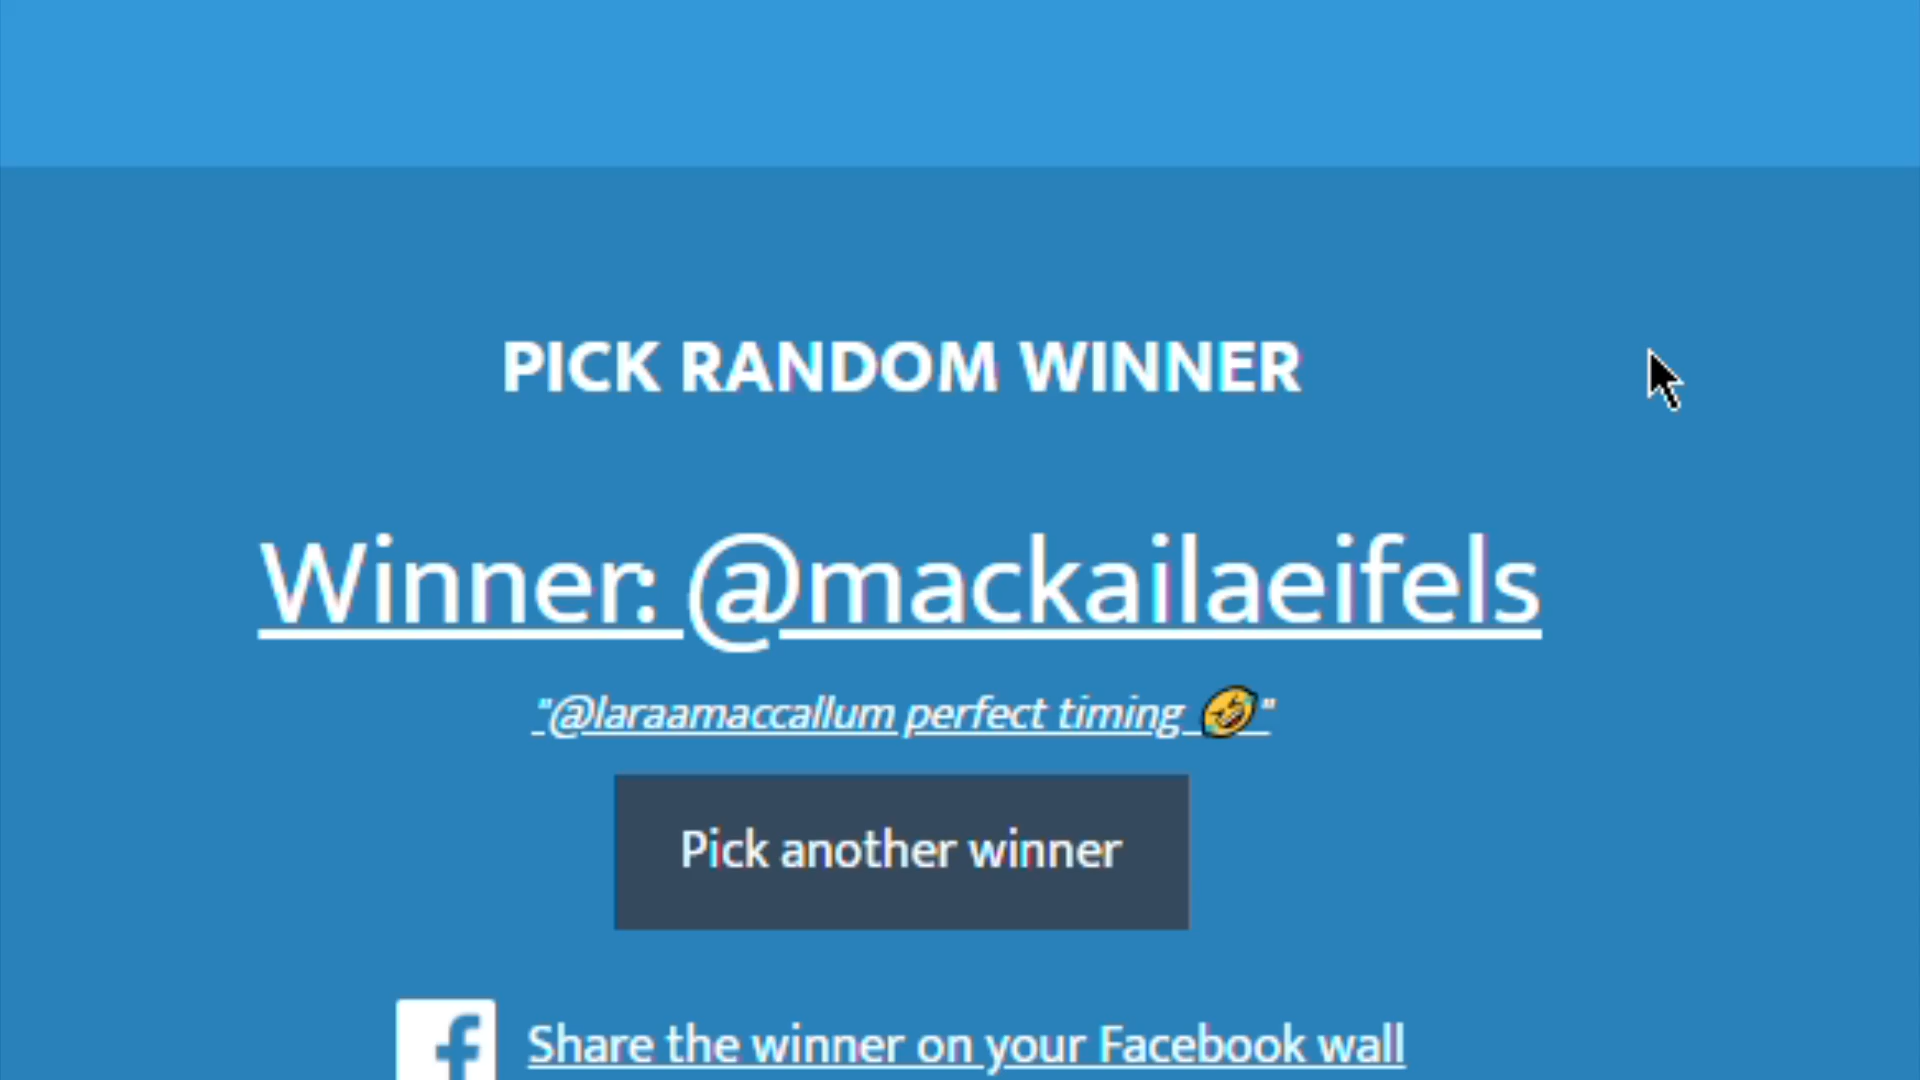 PICK RANDOM WINNER
Winner: @mackailaeifels
"@laraamaccallum perfect timing 🤣"
Pick another winner
Share the winner on your Facebook wall